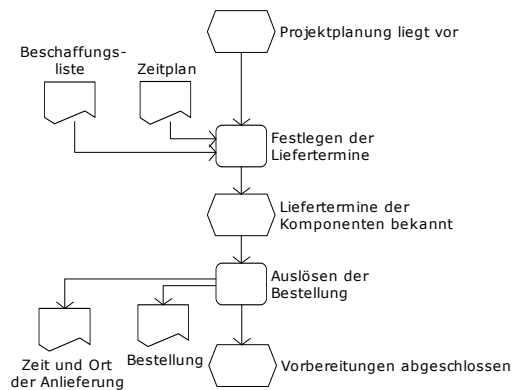 Projektplanung liegt vor
Beschaffungs-
liste
Zeitplan
Festlegen der
Liefertermine
Liefertermine der
Komponenten bekannt
Auslösen der
Bestellung
Zeit und Ort
der Anlieferung
Bestellung
Vorbereitungen abgeschlossen